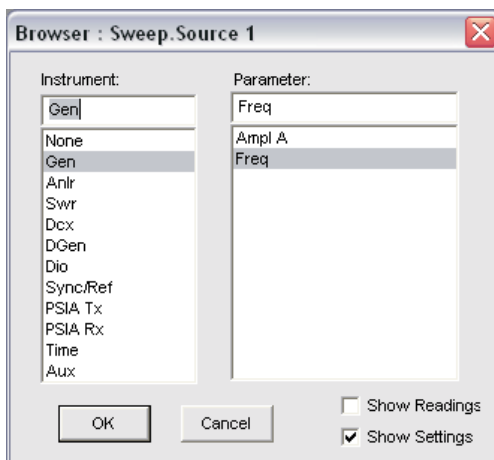 Browser : Sweep.Source 1
Instrument:
Gen
None
Gen
Anlr
Swr
Dcx
DGen
Dio
Sync/Ref
PSIA Tx
PSIA Rx
Time
Aux
Parameter:
Freq
Ampl A
Freq
Show Readings
Show Settings
OK
Cancel